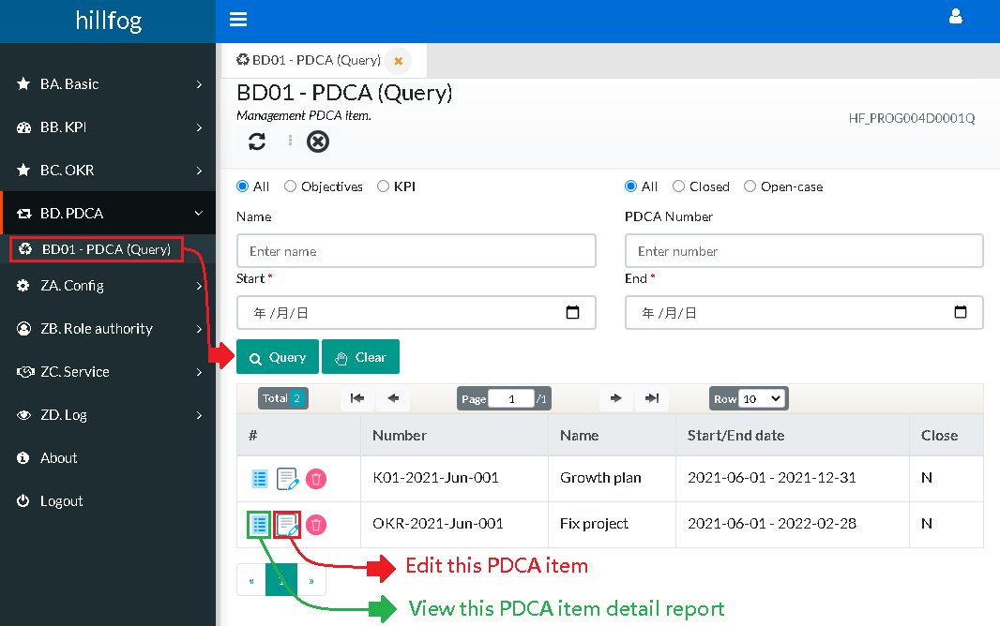 hillfog
BA. Basic
BB. KPI
BC. OKR
BD. PDCA
BD01 - PDCA (Query)
ZA. Config
ZB. Role authority
ZC. Service
ZD. Log
About
Logout
BD01 - PDCA (Query)
BD01 - PDCA (Query)
Management PDCA item.
HF_PROG004D0001Q
All Objectives KPI
All Closed Open-case
Name
PDCA Number
Enter name
Enter number
Start *
End *
年 /月/日
年 /月/日
Query Clear
Total 2 Page 1 /1 Row 10
# Number Name Start/End date Close
K01-2021-Jun-001 Growth plan 2021-06-01 - 2021-12-31 N
OKR-2021-Jun-001 Fix project 2021-06-01 - 2022-02-28 N
« 1 »
Edit this PDCA item
View this PDCA item detail report